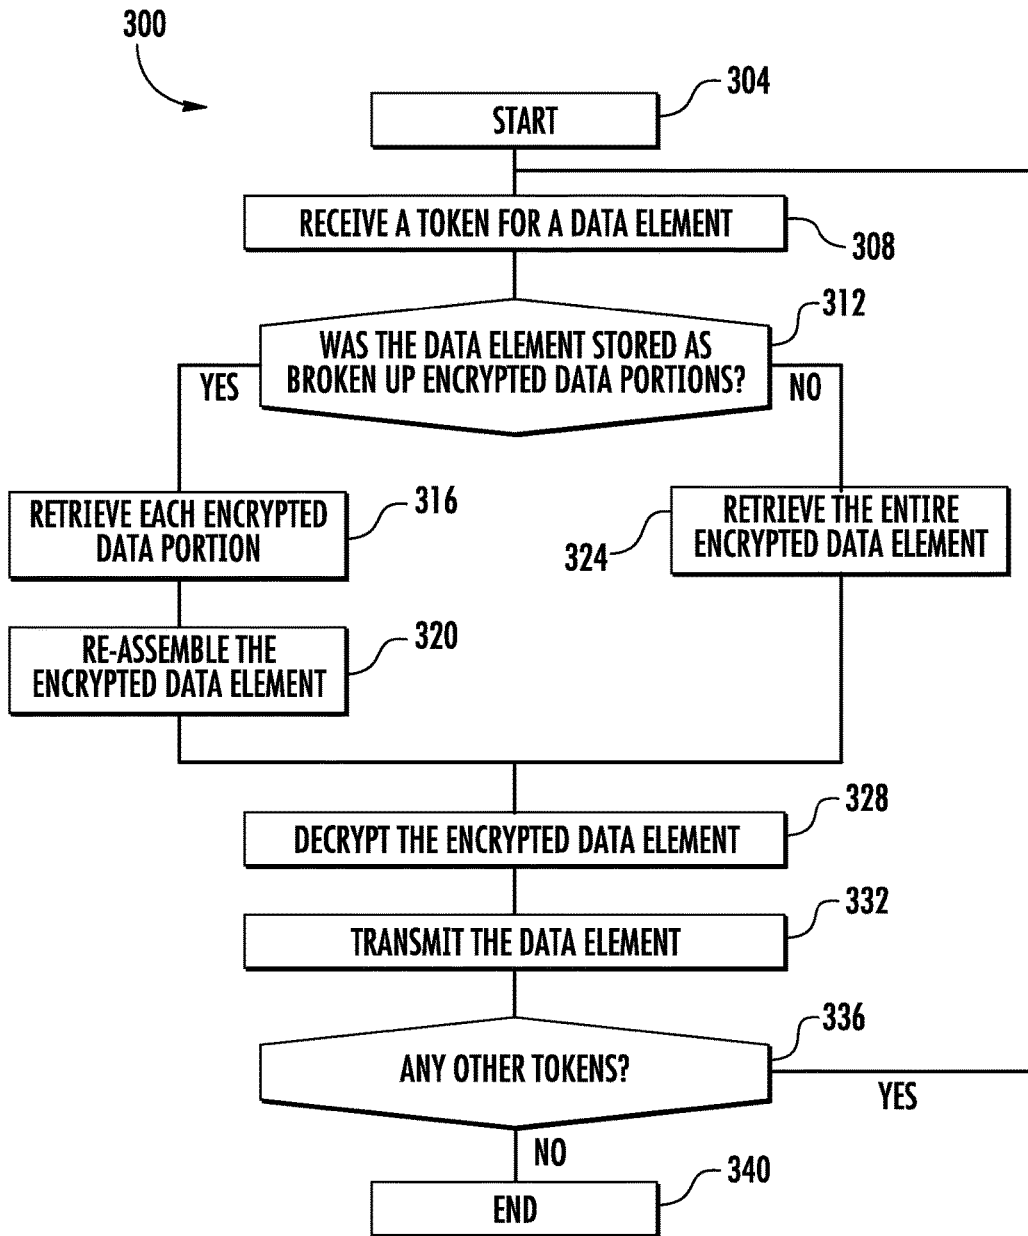 300
304
START
RECEIVE A TOKEN FOR A DATA ELEMENT
308
312
WAS THE DATA ELEMENT STORED AS
BROKEN UP ENCRYPTED DATA PORTIONS?
YES
NO
RETRIEVE EACH ENCRYPTED
DATA PORTION
316
RETRIEVE THE ENTIRE
ENCRYPTED DATA ELEMENT
324
RE-ASSEMBLE THE
ENCRYPTED DATA ELEMENT
320
328
DECRYPT THE ENCRYPTED DATA ELEMENT
332
TRANSMIT THE DATA ELEMENT
336
ANY OTHER TOKENS?
YES
NO
340
END